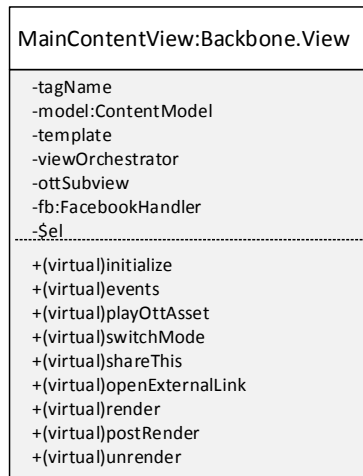 MainContentView:Backbone.View
-tagName
-model:ContentModel
-template
-viewOrchestrator
-ottSubview
-fb:FacebookHandler
-$el
+(virtual)initialize
+(virtual)events
+(virtual)playOttAsset
+(virtual)switchMode
+(virtual)shareThis
+(virtual)openExternalLink
+(virtual)render
+(virtual)postRender
+(virtual)unrender